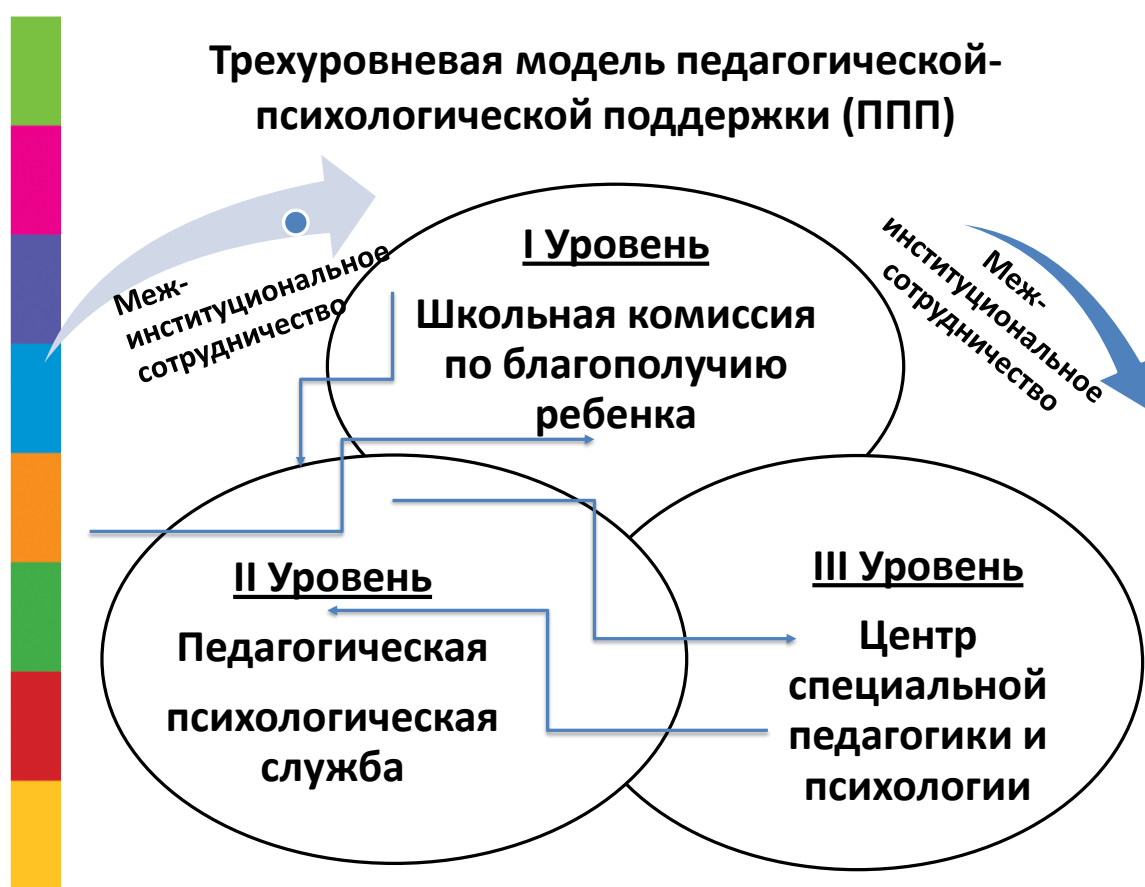 Трехуровневая модель педагогической-
психологической поддержки (ППП)
Меж-
институциональное
сотрудничество
I Уровень
Школьная комиссия
по благополучию
ребенка
Меж-
институциональное
сотрудничество
II Уровень
Педагогическая
психологическая
служба
III Уровень
Центр
специальной
педагогики и
психологии